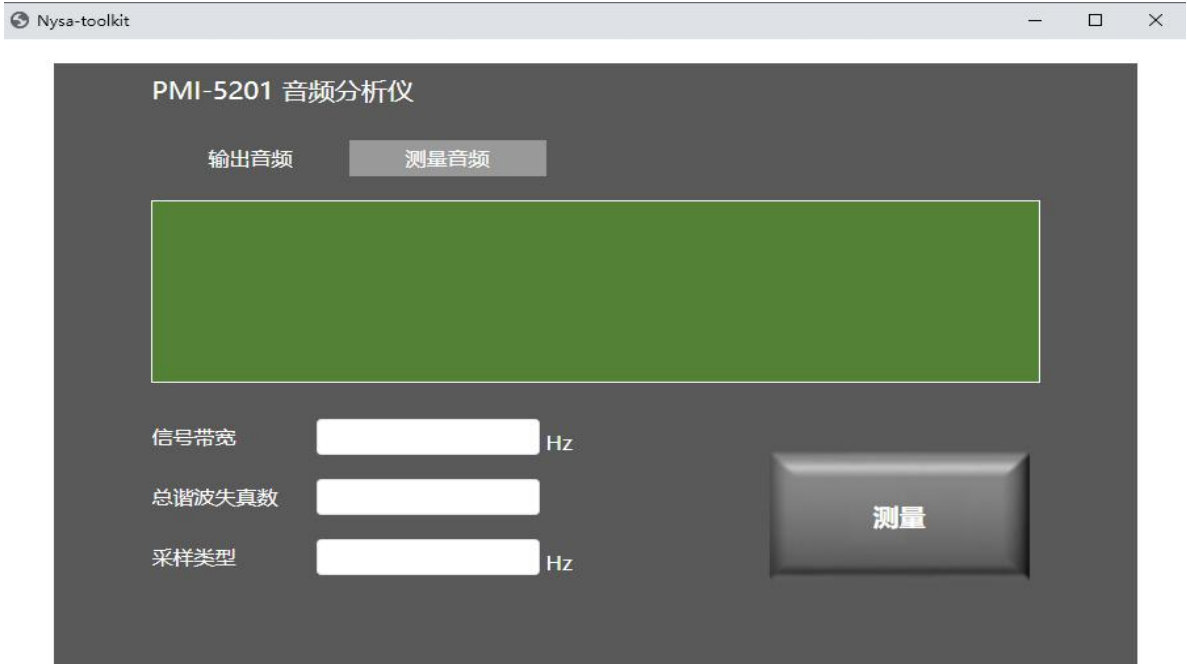 Nysa-toolkit
PMI-5201 音频分析仪
输出音频 测量音频
信号带宽 Hz
总谐波失真数
采样类型 Hz
测量